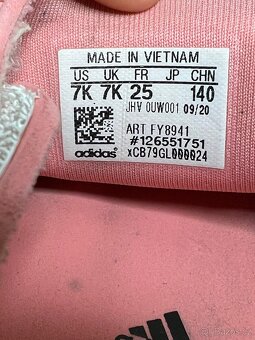 MADE IN VIETNAM
US UK FR JP CHN
7K 7K 25 140
JHV 0UW001 09/20
ART FY8941
#126551751
adidas xCB79GL000024